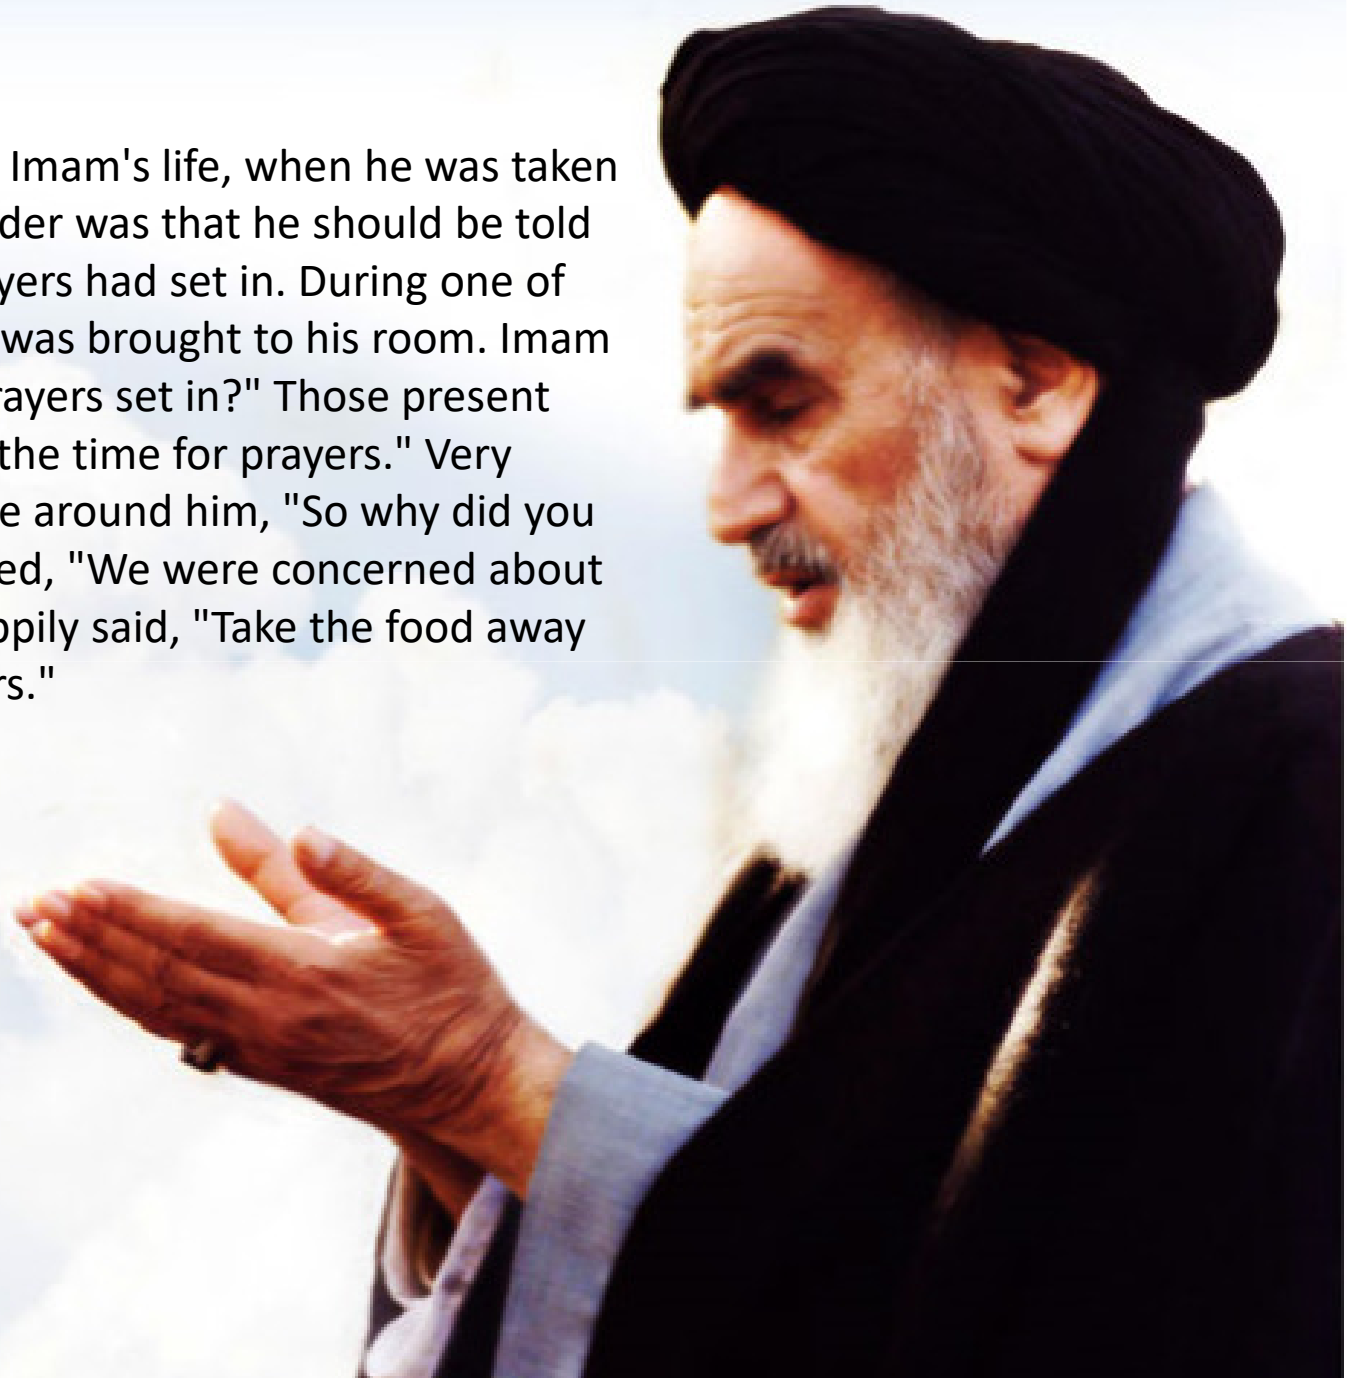 Imam's life, when he was taken
der was that he should be told
yers had set in. During one of
was brought to his room. Imam
rayers set in?" Those present
the time for prayers." Very
e around him, "So why did you
ed, "We were concerned about
ppily said, "Take the food away
rs."